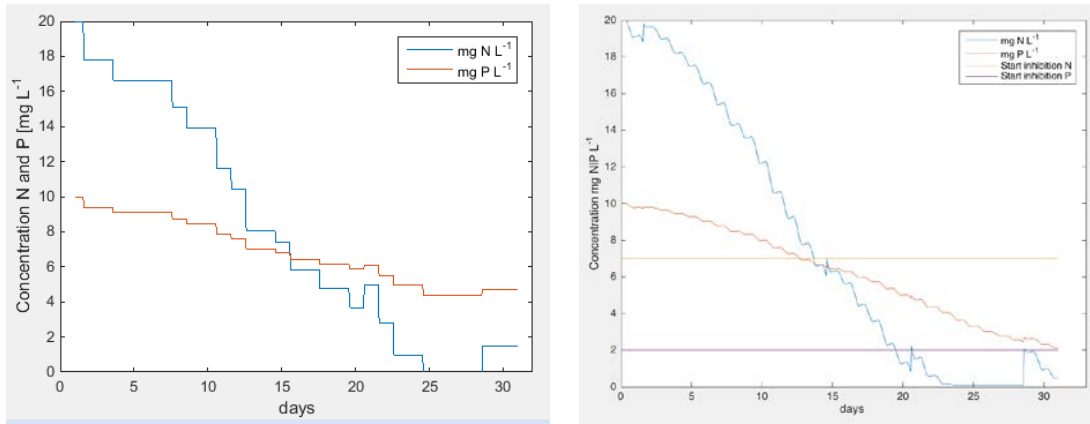 Concentration N and P [mg L⁻¹]
20
18
16
14
12
10
8
6
4
2
0
0 5 10 15 20 25 30
days
mg N L⁻¹
mg P L⁻¹
Concentration mg N|P L⁻¹
20
18
16
14
12
10
8
6
4
2
0
0 5 10 15 20 25 30
days
mg N L⁻¹
mg P L⁻¹
Start inhibition N
Start inhibition P